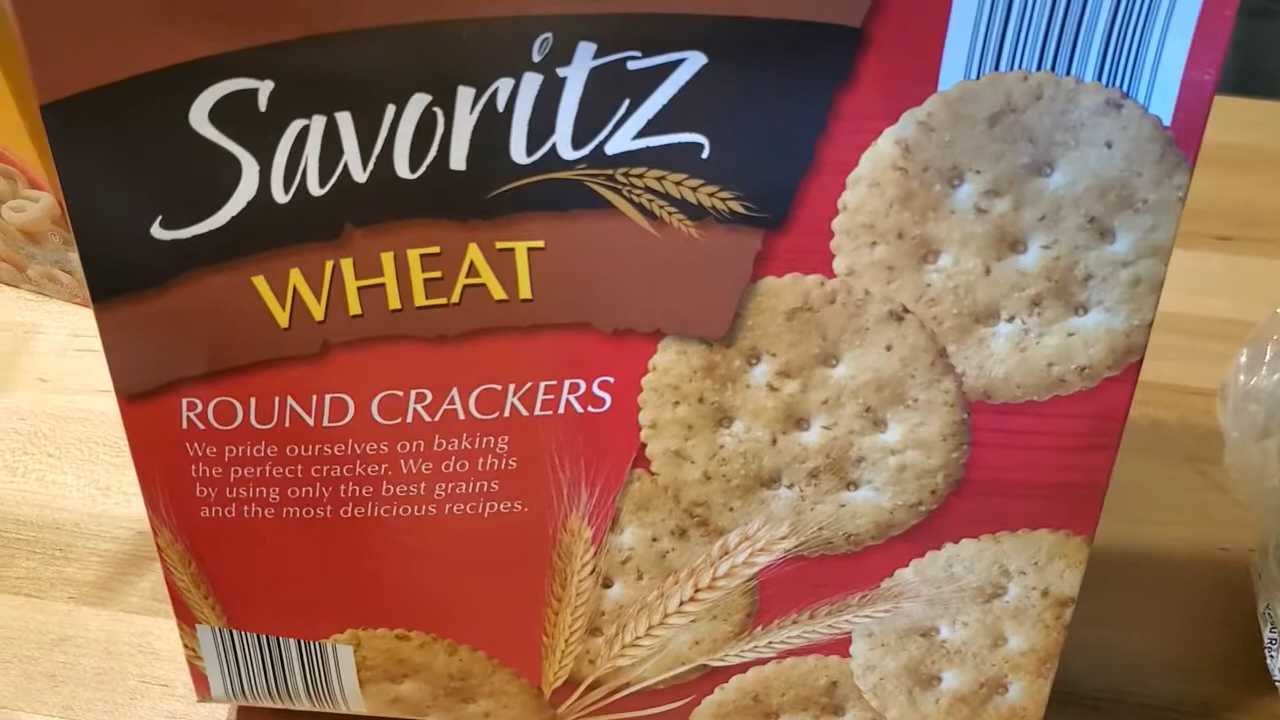 Savoritz
WHEAT
ROUND CRACKERS
We pride ourselves on baking
the perfect cracker. We do this
by using only the best grains
and the most delicious recipes.